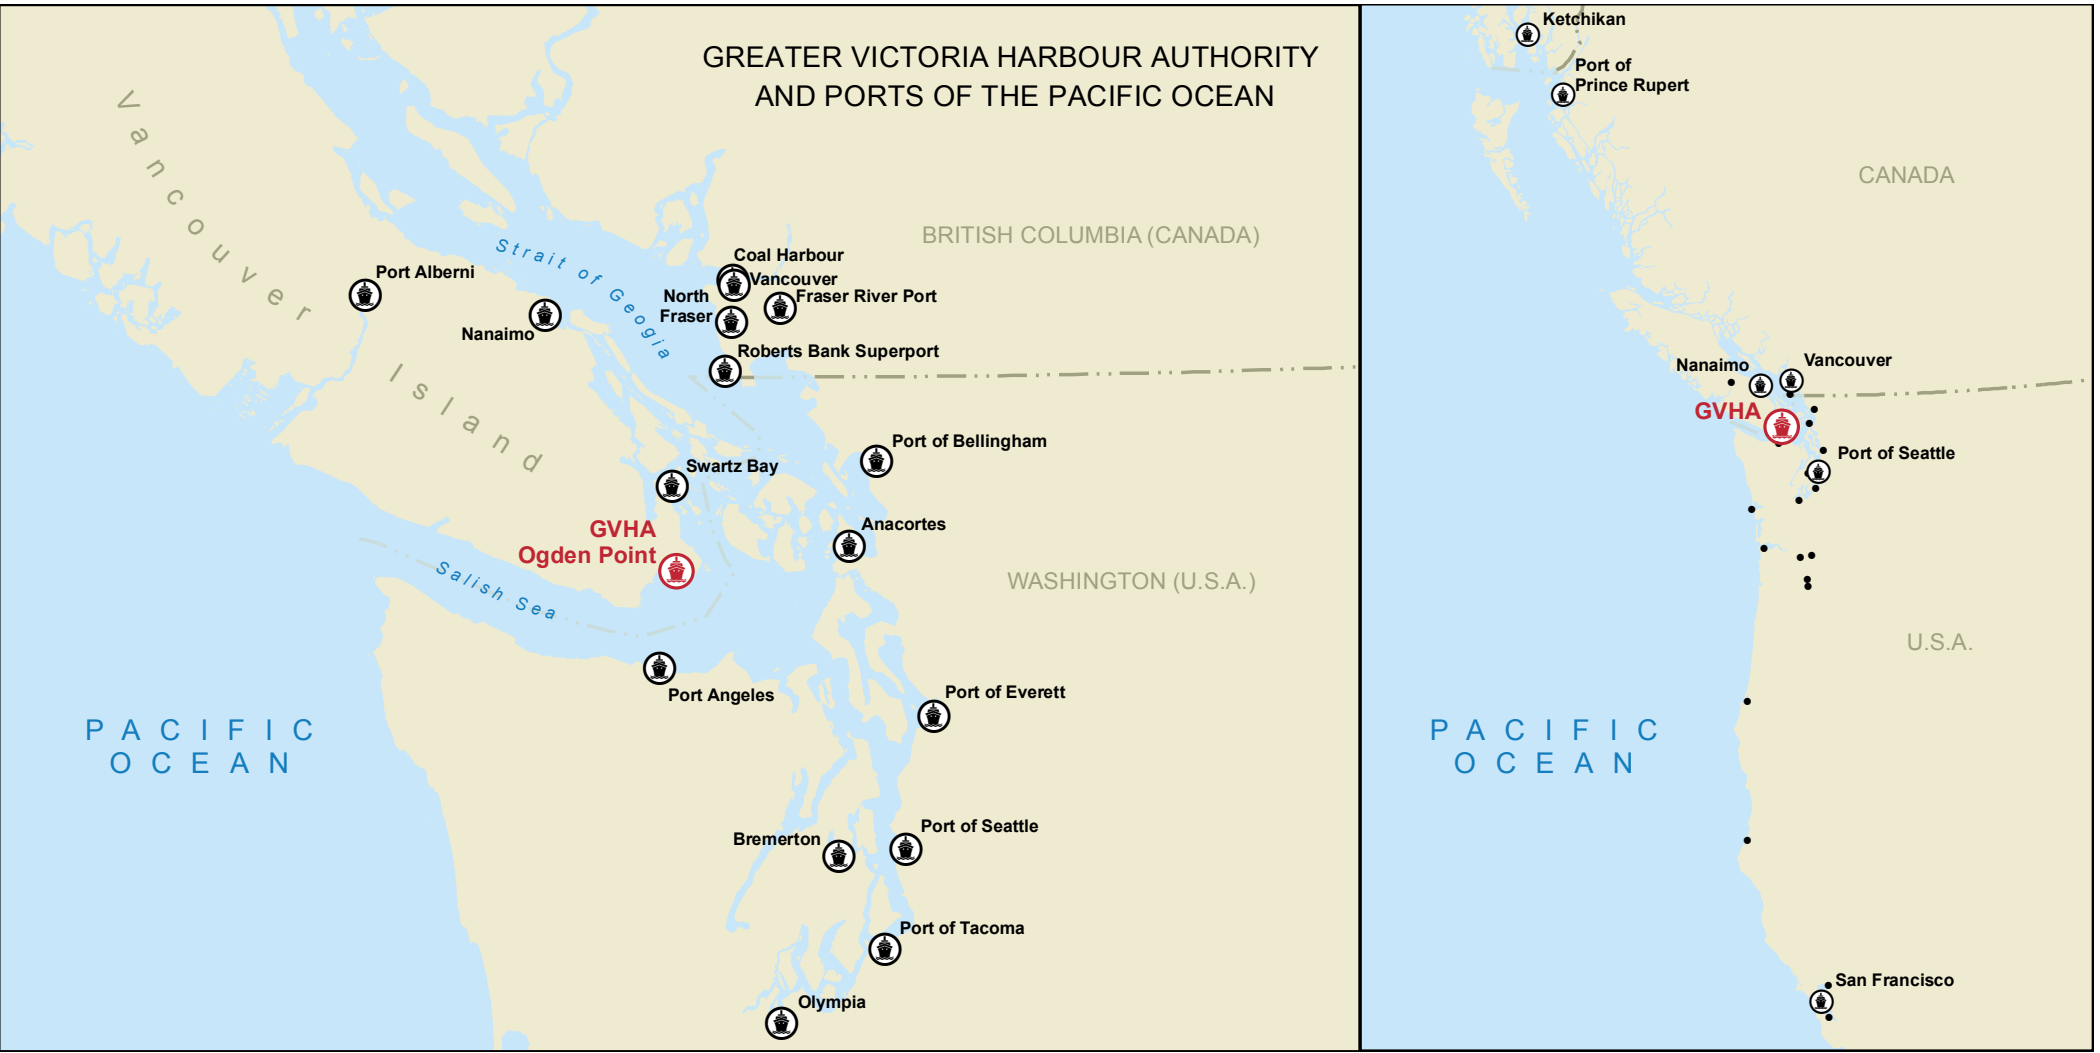 GREATER VICTORIA HARBOUR AUTHORITY
AND PORTS OF THE PACIFIC OCEAN
Vancouver
Island
Strait of Geogia
BRITISH COLUMBIA (CANADA)
Port Alberni
Nanaimo
Coal Harbour
Vancouver
North
Fraser
Fraser River Port
Roberts Bank Superport
Port of Bellingham
Swartz Bay
Anacortes
GVHA
Ogden Point
Salish Sea
WASHINGTON (U.S.A.)
Port Angeles
Port of Everett
PACIFIC
OCEAN
Bremerton
Port of Seattle
Port of Tacoma
Olympia
Ketchikan
Port of
Prince Rupert
CANADA
Nanaimo
Vancouver
GVHA
Port of Seattle
U.S.A.
PACIFIC
OCEAN
San Francisco